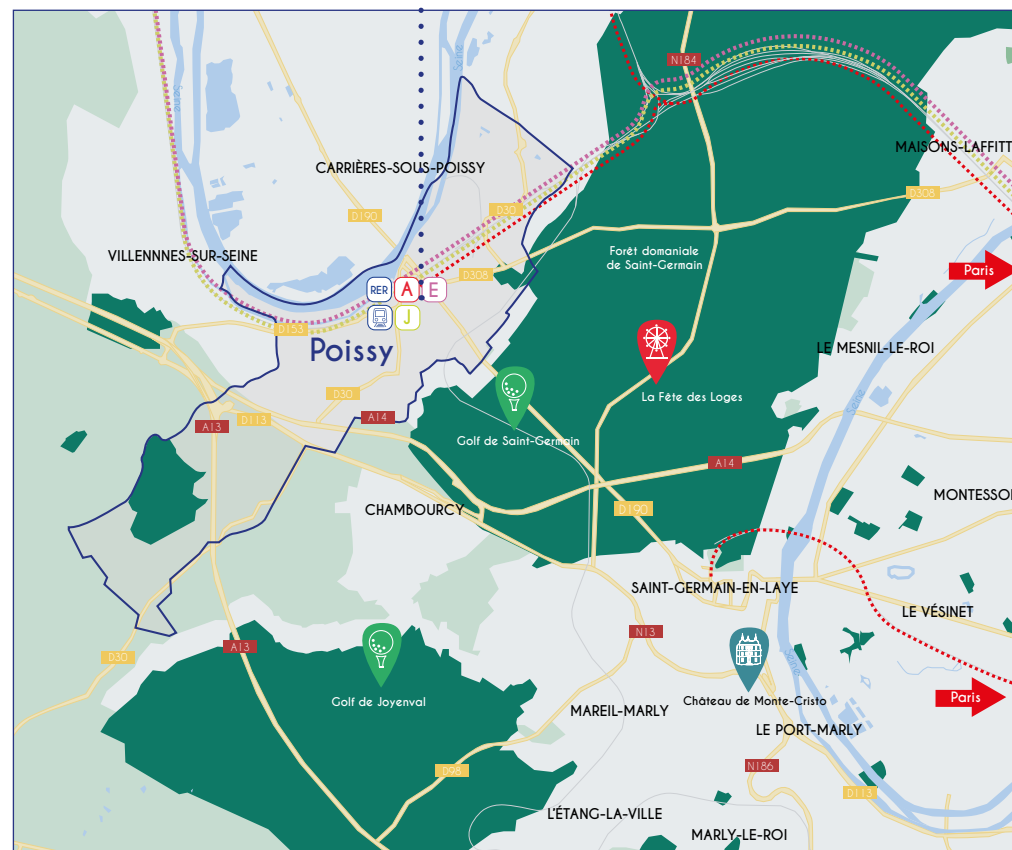 Seine
Seine
N184
MAISONS-LAFFITT
CARRIÈRES-SOUS-POISSY
D190
D30
D308
VILLENNNES-SUR-SEINE
Forêt domaniale
de Saint-Germain
Paris
D308
RER
A
E
J
D153
Poissy
LE MESNIL-LE-ROI
La Fête des Loges
Seine
D30
A14
A13
D113
Golf de Saint-Germain
A14
MONTESSO
CHAMBOURCY
D190
SAINT-GERMAIN-EN-LAYE
LE VÉSINET
N13
A13
D30
Seine
Golf de Joyenval
Château de Monte-Cristo
Paris
MAREIL-MARLY
LE PORT-MARLY
D98
N186
D113
L'ÉTANG-LA-VILLE
MARLY-LE-ROI